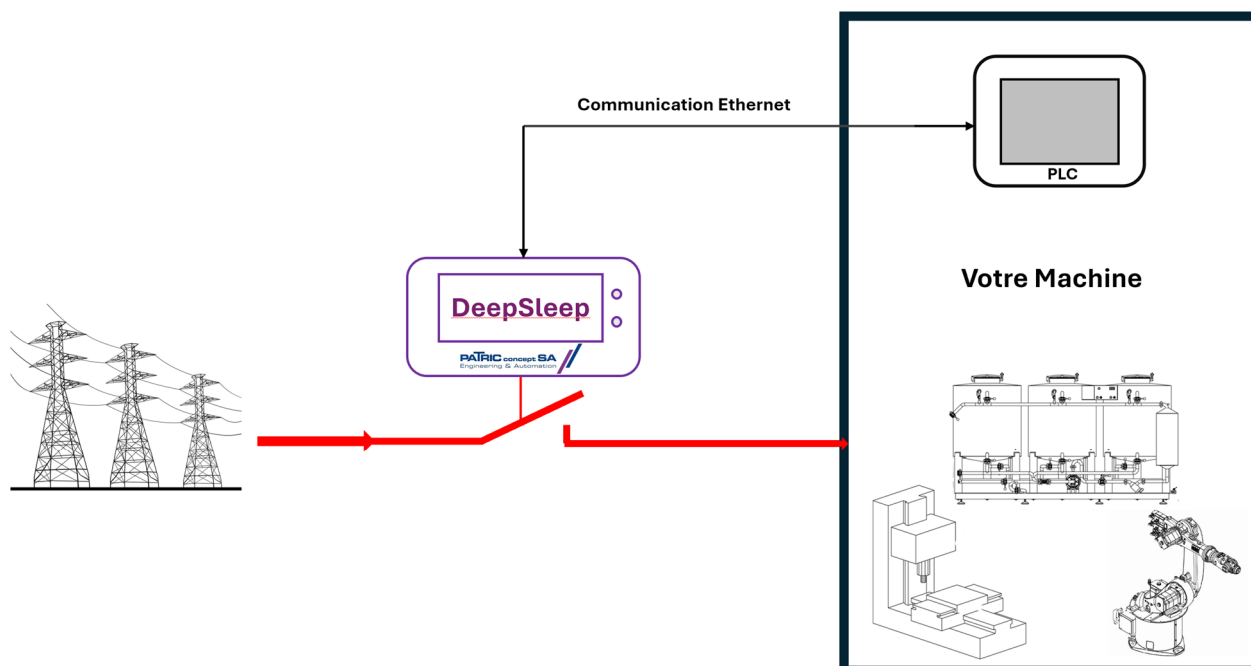 Communication Ethernet
PLC
Votre Machine
DeepSleep
PATRIC concept SA
Engineering & Automation